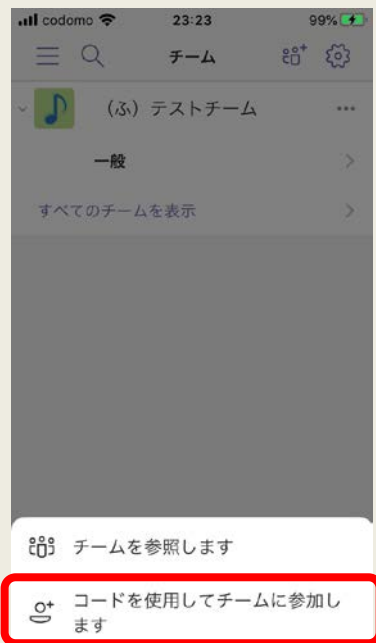 codomo 23:23 99%
チーム
（ふ）テストチーム
一般
すべてのチームを表示
チームを参照します
コードを使用してチームに参加し
ます